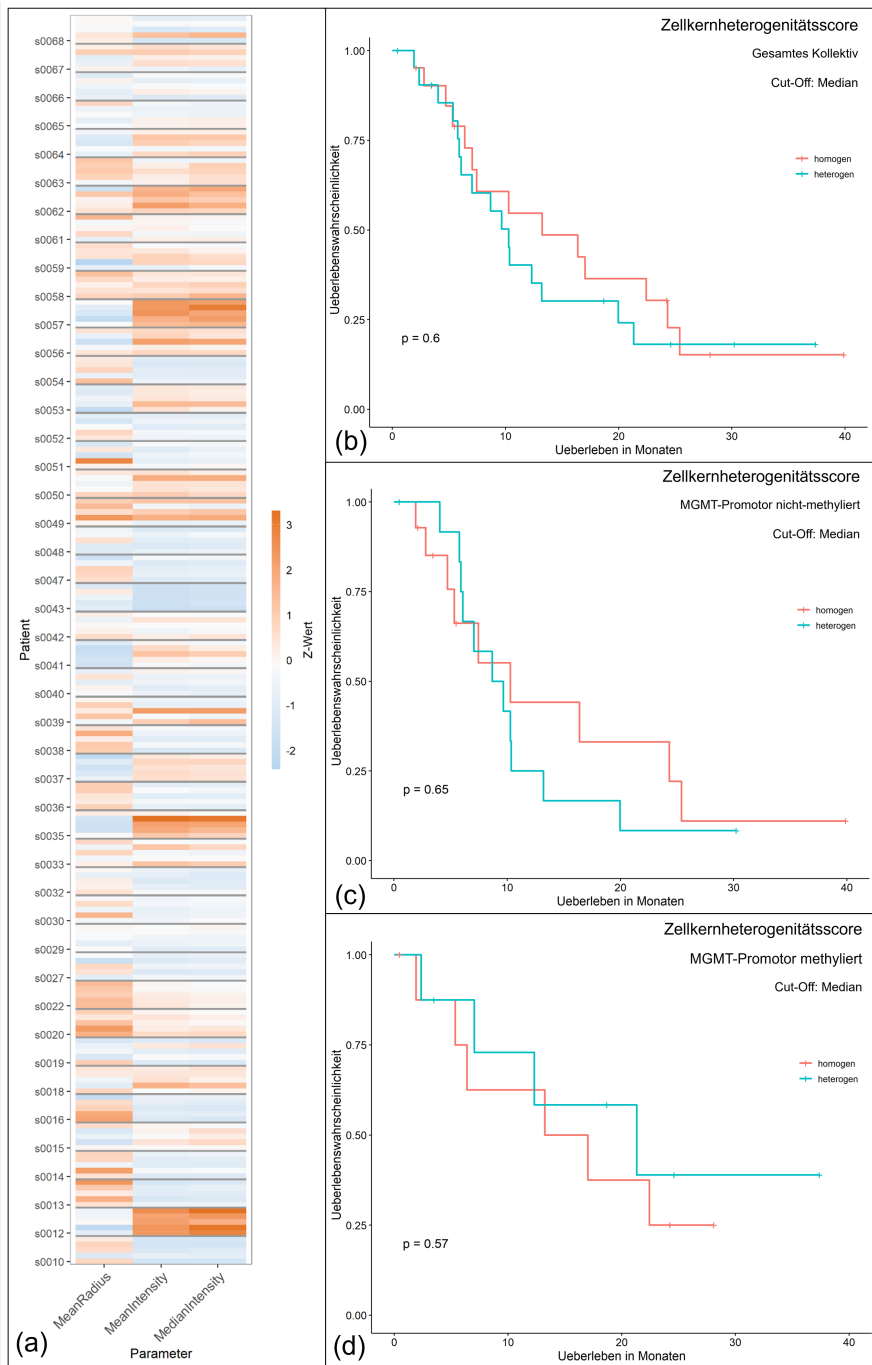 s0068
s0067
s0066
s0065
s0064
s0063
s0062
s0061
s0059
s0058
s0057
s0056
s0054
s0053
s0052
s0051
s0050
s0049
s0048
s0047
s0043
s0042
s0041
s0040
s0039
s0038
s0037
s0036
s0035
s0033
s0032
s0030
s0029
s0027
s0022
s0020
s0019
s0018
s0016
s0015
s0014
s0013
s0012
s0010
Patient
MeanRadius
MeanIntensity
MedianIntensity
Parameter
3
2
1
0
-1
-2
Z-Wert
(a)
Zellkernheterogenitätsscore
Gesamtes Kollektiv
Cut-Off: Median
homogen
heterogen
1.00
0.75
0.50
0.25
0.00
Ueberlebenswahrscheinlichkeit
p = 0.6
0
10
20
30
40
Ueberleben in Monaten
(b)
Zellkernheterogenitätsscore
MGMT-Promotor nicht-methyliert
Cut-Off: Median
homogen
heterogen
1.00
0.75
0.50
0.25
0.00
Ueberlebenswahrscheinlichkeit
p = 0.65
0
10
20
30
40
Ueberleben in Monaten
(c)
Zellkernheterogenitätsscore
MGMT-Promotor methyliert
Cut-Off: Median
homogen
heterogen
1.00
0.75
0.50
0.25
0.00
Ueberlebenswahrscheinlichkeit
p = 0.57
0
10
20
30
40
Ueberleben in Monaten
(d)